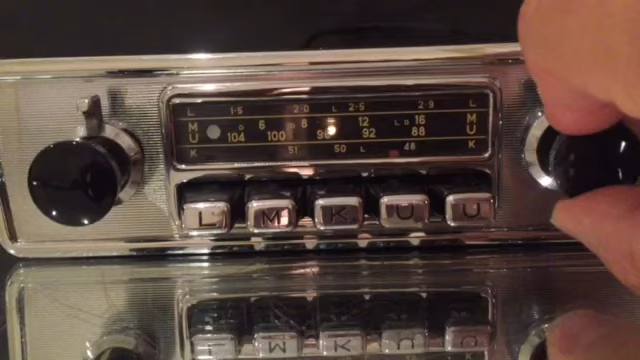 L 1·5 2·0 L 2·5 2·9 L
M 6 8 12 L D 16 M
U 104 100 96 92 88 U
K 51 50 L 48 K
L M K U U